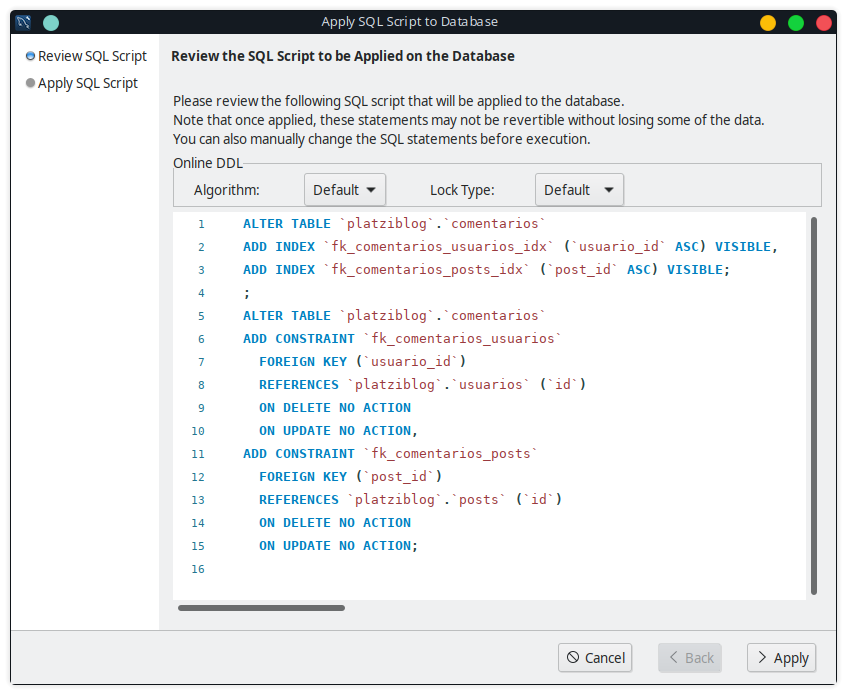 Apply SQL Script to Database
Review SQL Script
Apply SQL Script
Review the SQL Script to be Applied on the Database
Please review the following SQL script that will be applied to the database.
Note that once applied, these statements may not be revertible without losing some of the data.
You can also manually change the SQL statements before execution.
Online DDL
Algorithm: Default Lock Type: Default
1 ALTER TABLE `platziblog`.`comentarios`
2 ADD INDEX `fk_comentarios_usuarios_idx` (`usuario_id` ASC) VISIBLE,
3 ADD INDEX `fk_comentarios_posts_idx` (`post_id` ASC) VISIBLE;
4 ;
5 ALTER TABLE `platziblog`.`comentarios`
6 ADD CONSTRAINT `fk_comentarios_usuarios`
7   FOREIGN KEY (`usuario_id`)
8   REFERENCES `platziblog`.`usuarios` (`id`)
9   ON DELETE NO ACTION
10   ON UPDATE NO ACTION,
11 ADD CONSTRAINT `fk_comentarios_posts`
12   FOREIGN KEY (`post_id`)
13   REFERENCES `platziblog`.`posts` (`id`)
14   ON DELETE NO ACTION
15   ON UPDATE NO ACTION;
16
Cancel Back Apply